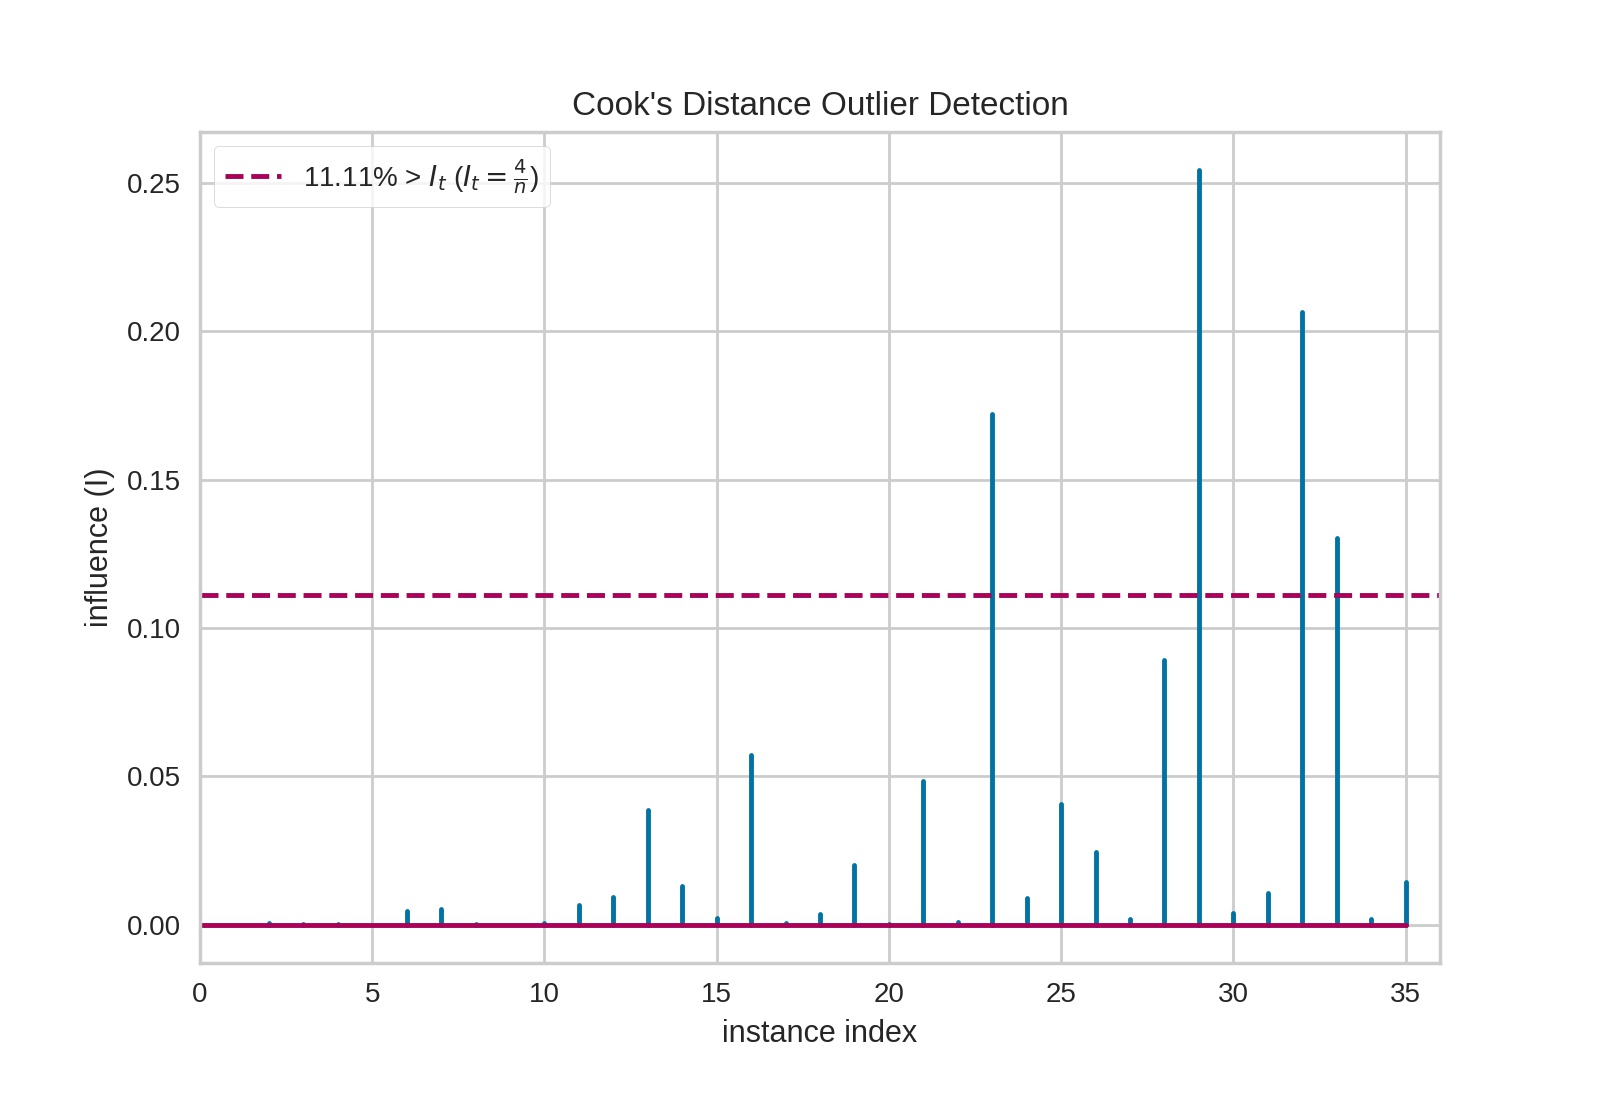 Cook's Distance Outlier Detection
11.11% > I_t (I_t = 4/n)
0.25
0.20
0.15
0.10
0.05
0.00
influence (I)
0 5 10 15 20 25 30 35
instance index